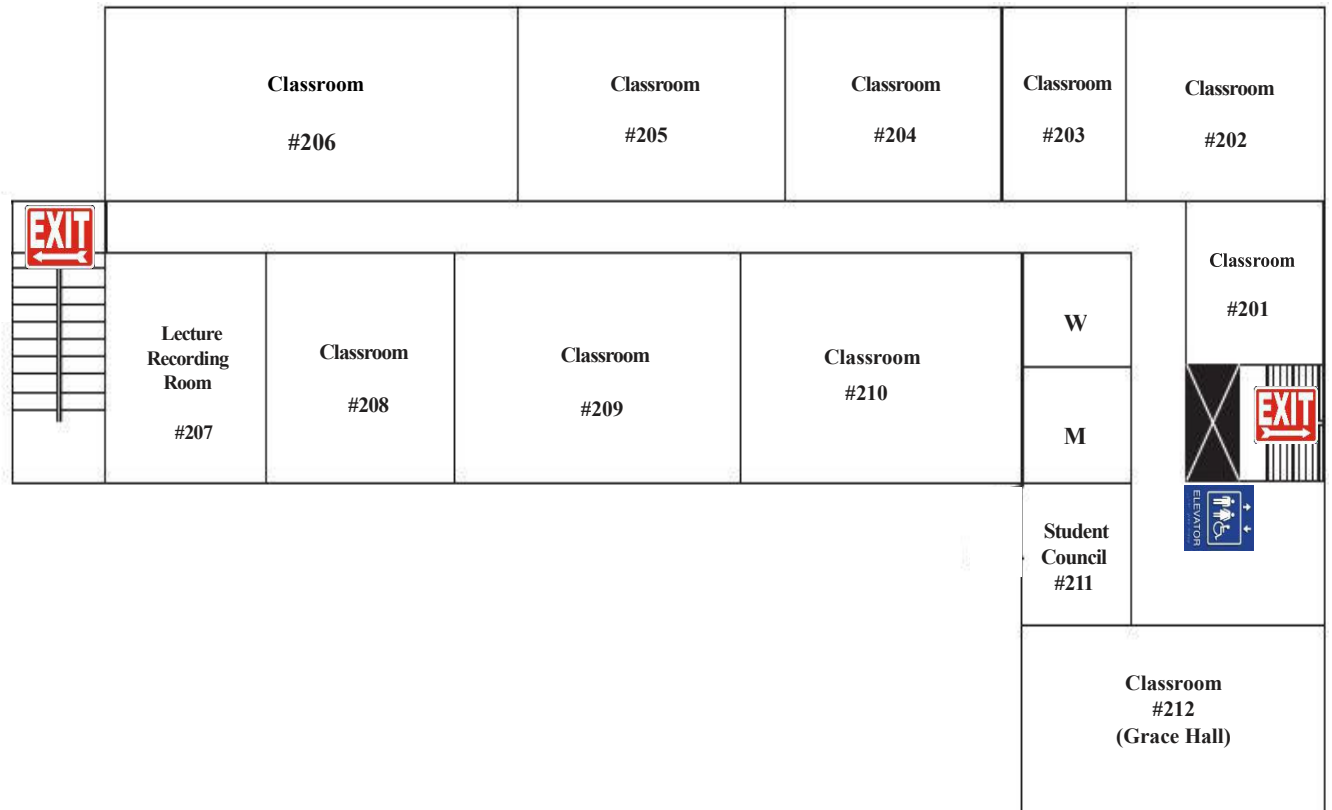 Classroom
#206
Classroom
#205
Classroom
#204
Classroom
#203
Classroom
#202
EXIT
Classroom
#201
Lecture
Recording
Room
#207
Classroom
#208
Classroom
#209
Classroom
#210
W
M
EXIT
ELEVATOR
Student
Council
#211
Classroom
#212
(Grace Hall)